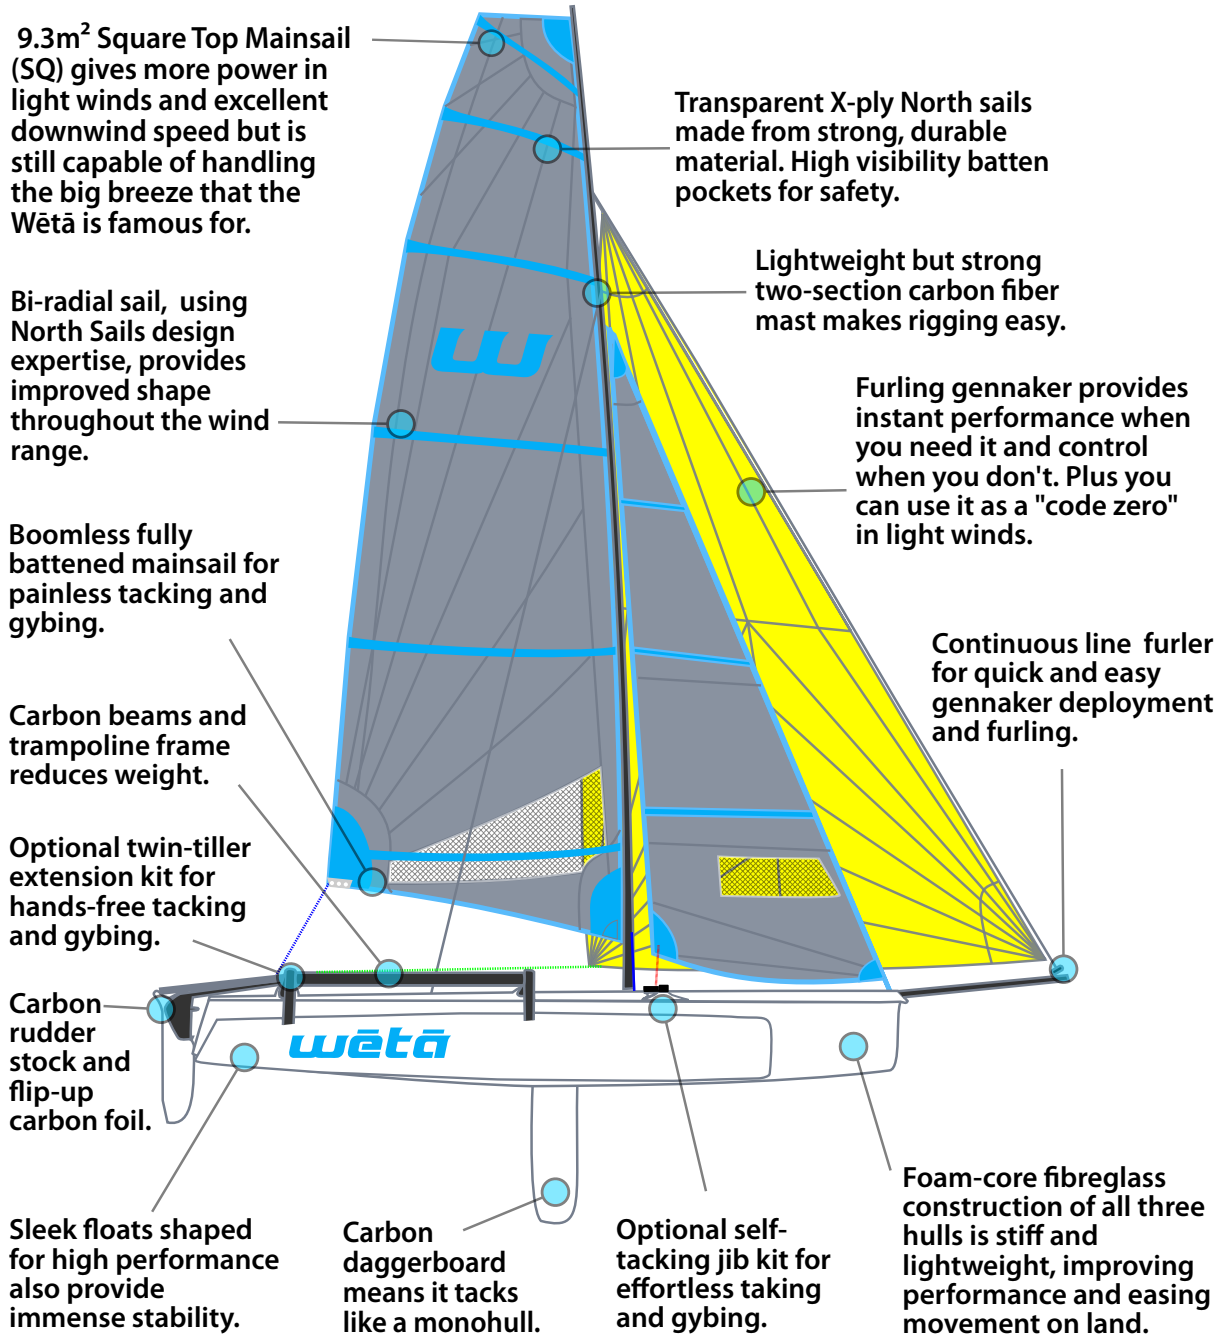 9.3m² Square Top Mainsail
(SQ) gives more power in
light winds and excellent
downwind speed but is
still capable of handling
the big breeze that the
Wētā is famous for.
Transparent X-ply North sails
made from strong, durable
material. High visibility batten
pockets for safety.
Lightweight but strong
two-section carbon fiber
mast makes rigging easy.
Bi-radial sail, using
North Sails design
expertise, provides
improved shape
throughout the wind
range.
Furling gennaker provides
instant performance when
you need it and control
when you don't. Plus you
can use it as a "code zero"
in light winds.
Boomless fully
battened mainsail for
painless tacking and
gybing.
Continuous line furler
for quick and easy
gennaker deployment
and furling.
Carbon beams and
trampoline frame
reduces weight.
Optional twin-tiller
extension kit for
hands-free tacking
and gybing.
Carbon
rudder
stock and
flip-up
carbon foil.
wētā
Sleek floats shaped
for high performance
also provide
immense stability.
Carbon
daggerboard
means it tacks
like a monohull.
Optional self-
tacking jib kit for
effortless taking
and gybing.
Foam-core fibreglass
construction of all three
hulls is stiff and
lightweight, improving
performance and easing
movement on land.